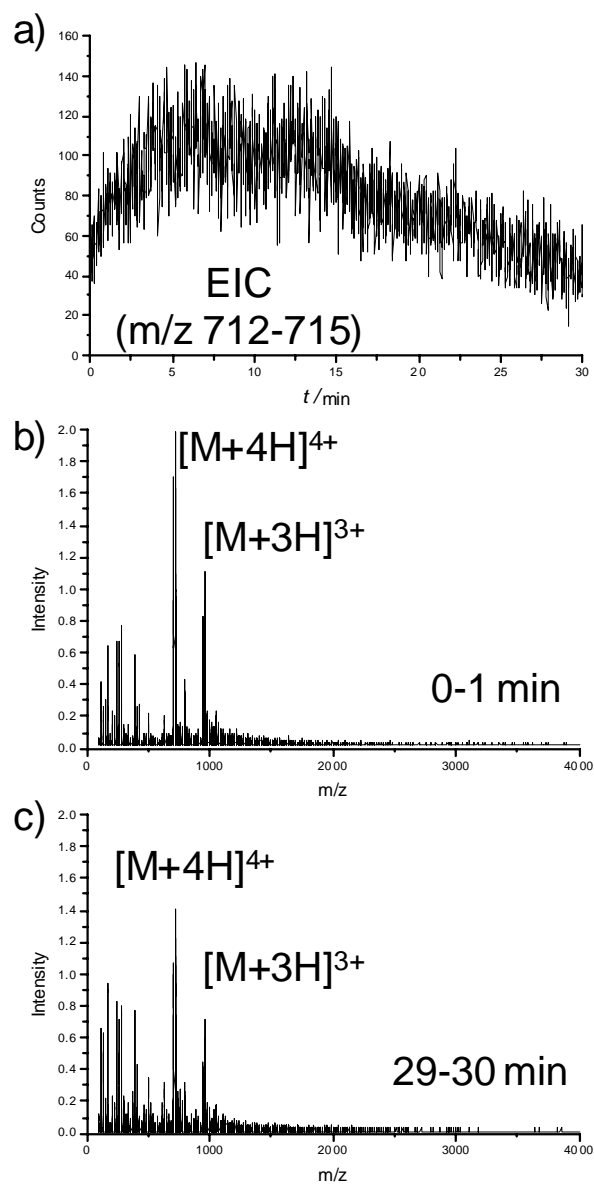 a)
160
140
120
100
80
60
40
20
0
Counts
EIC
(m/z 712-715)
0 5 10 15 20 25 30
t /min
b)
2.0
1.8
1.6
1.4
1.2
1.0
0.8
0.6
0.4
0.2
0.0
Intensity
[M+4H]4+
[M+3H]3+
0-1 min
0 1000 2000 3000 4000
m/z
c)
2.0
1.8
1.6
1.4
1.2
1.0
0.8
0.6
0.4
0.2
0.0
Intensity
[M+4H]4+
[M+3H]3+
29-30 min
0 1000 2000 3000 4000
m/z